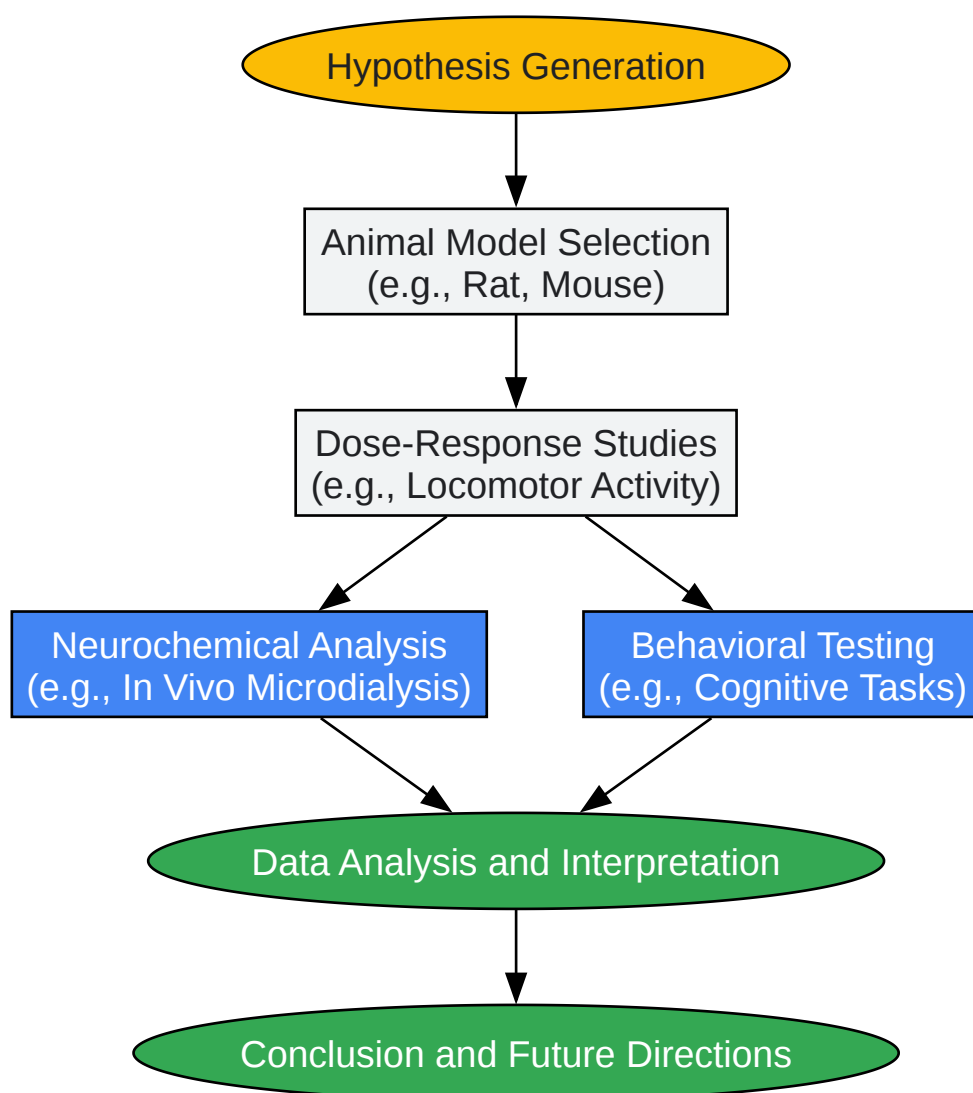 Hypothesis Generation
Animal Model Selection
(e.g., Rat, Mouse)
Dose-Response Studies
(e.g., Locomotor Activity)
Neurochemical Analysis
(e.g., In Vivo Microdialysis)
Behavioral Testing
(e.g., Cognitive Tasks)
Data Analysis and Interpretation
Conclusion and Future Directions